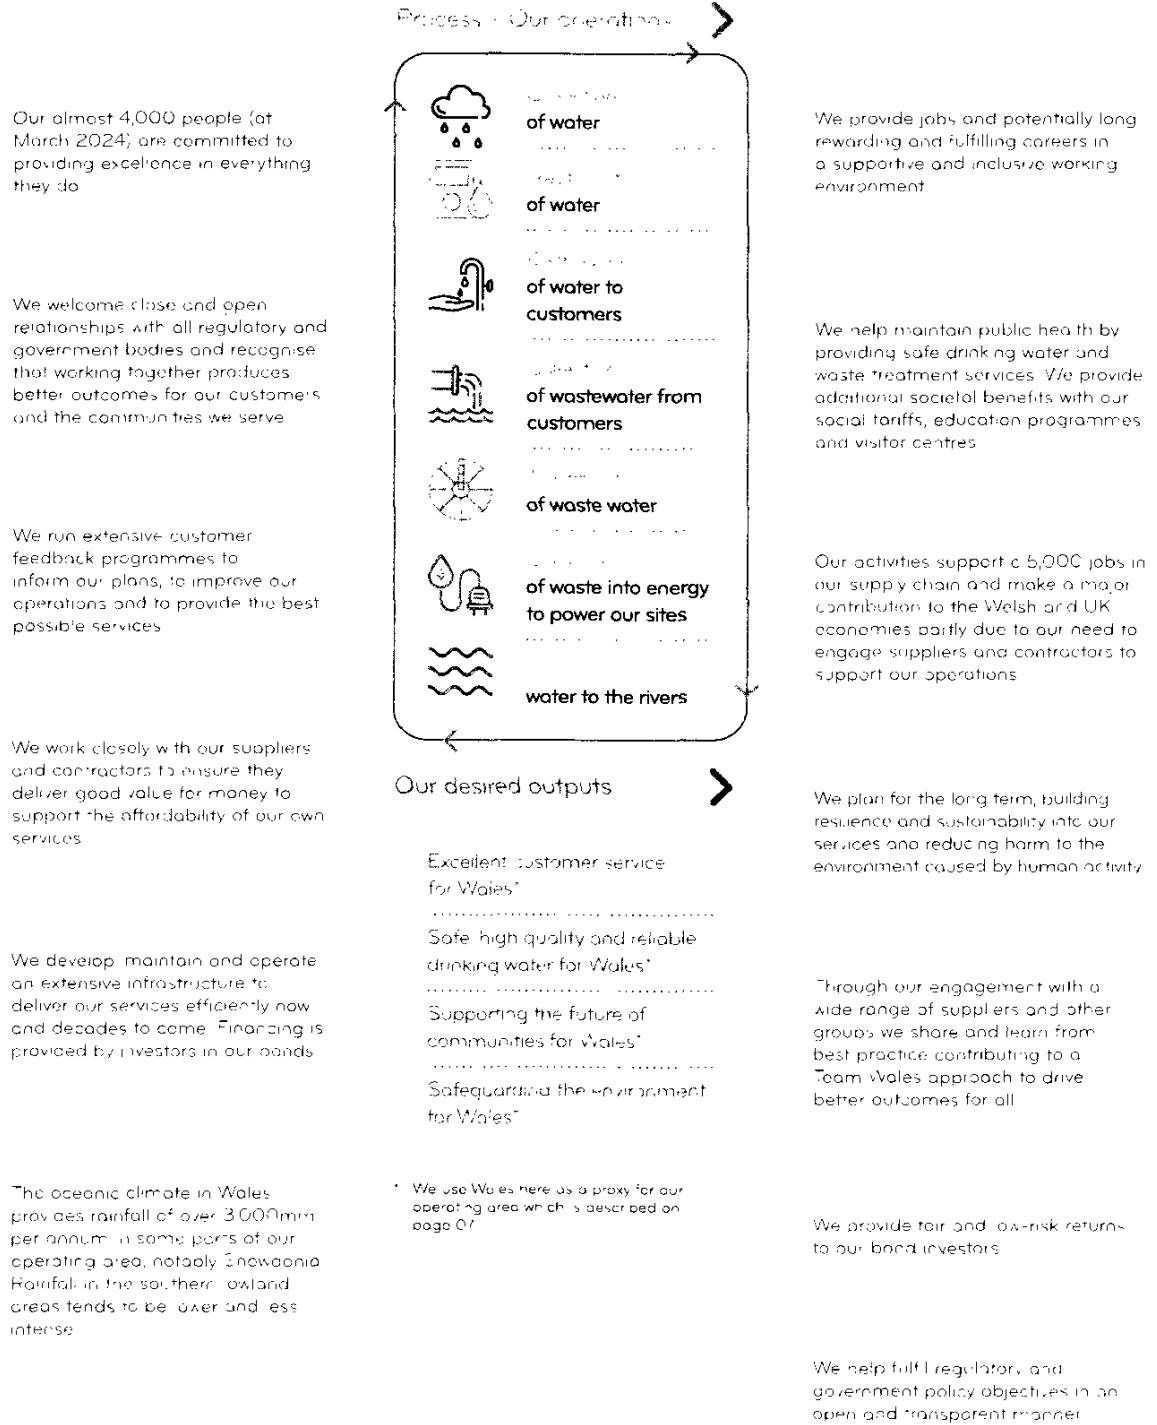 Process - Our operations
Our almost 4,000 people (at
March 2024) are committed to
providing excellence in everything
they do
We welcome close and open
relationships with all regulatory and
government bodies and recognise
that working together produces
better outcomes for our customers
and the communities we serve
We run extensive customer
feedback programmes to
inform our plans, to improve our
operations and to provide the best
possible services
We work closely with our suppliers
and contractors to ensure they
deliver good value for money to
support the affordability of our own
services
We develop maintain and operate
an extensive infrastructure to
deliver our services efficiently now
and decades to come Financing is
provided by investors in our bonds
The oceanic climate in Wales
provides rainfall of over 3,000mm
per annum in some parts of our
operating area, notably Snowdonia
Rainfall in the southern lowland
areas tends to be lower and less
intense
of water
of water
of water to
customers
of wastewater from
customers
of waste water
of waste into energy
to power our sites
water to the rivers
Our desired outputs
Excellent customer service
for Wales*
Safe high quality and reliable
drinking water for Wales*
Supporting the future of
communities for Wales*
Safeguarding the environment
for Wales*
* We use Wales here as a proxy for our
operating area which is described on
page 07
We provide jobs and potentially long
rewarding and fulfilling careers in
a supportive and inclusive working
environment
We help maintain public health by
providing safe drinking water and
waste treatment services We provide
additional societal benefits with our
social tariffs, education programmes
and visitor centres
Our activities support c 5,000 jobs in
our supply chain and make a major
contribution to the Welsh and UK
economies partly due to our need to
engage suppliers and contractors to
support our operations
We plan for the long term, building
resilience and sustainability into our
services and reducing harm to the
environment caused by human activity
Through our engagement with a
wide range of suppliers and other
groups we share and learn from
best practice contributing to a
Team Wales approach to drive
better outcomes for all
We provide fair and low-risk returns
to our bond investors
We help fulfil regulatory and
government policy objectives in an
open and transparent manner